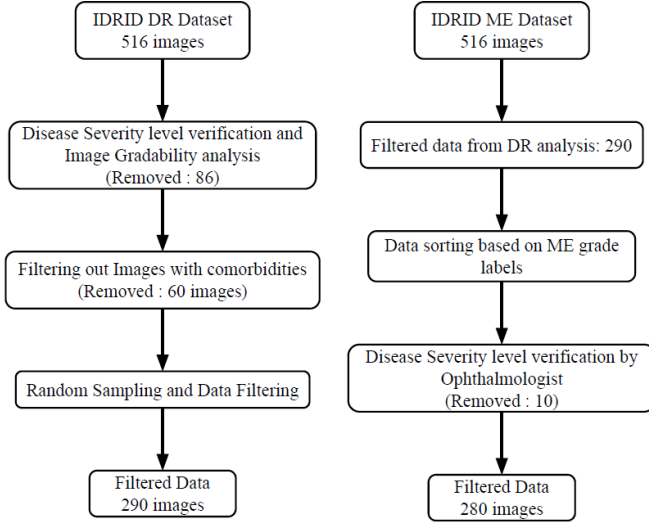 IDRID DR Dataset
516 images
Disease Severity level verification and
Image Gradability analysis
(Removed : 86)
Filtering out Images with comorbidities
(Removed : 60 images)
Random Sampling and Data Filtering
Filtered Data
290 images
IDRID ME Dataset
516 images
Filtered data from DR analysis: 290
Data sorting based on ME grade
labels
Disease Severity level verification by
Ophthalmologist
(Removed : 10)
Filtered Data
280 images